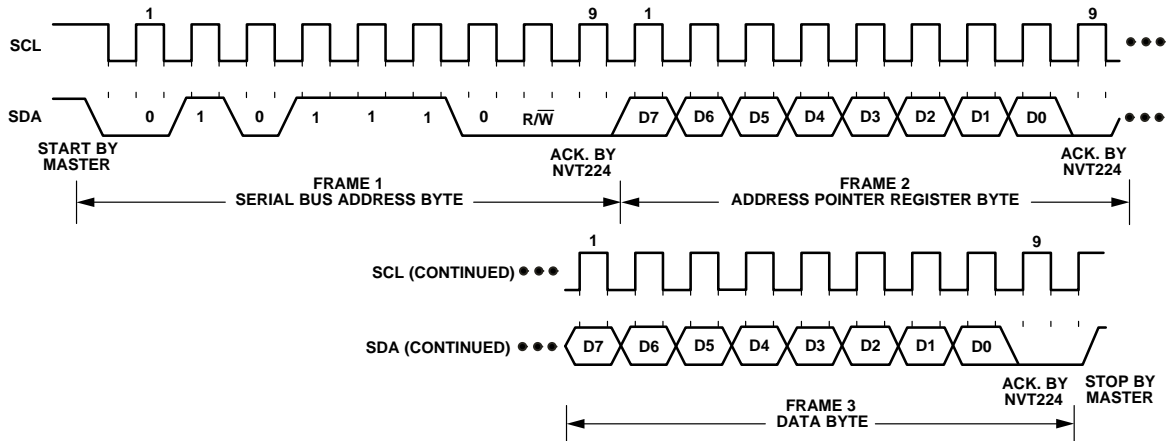 1 9 1 9
SCL
SDA 0 1 0 1 1 1 0 R/W D7 D6 D5 D4 D3 D2 D1 D0
START BY
MASTER
ACK. BY
NVT224
ACK. BY
NVT224
FRAME 1
SERIAL BUS ADDRESS BYTE
FRAME 2
ADDRESS POINTER REGISTER BYTE
1 9
SCL (CONTINUED)
SDA (CONTINUED) D7 D6 D5 D4 D3 D2 D1 D0
ACK. BY
NVT224
STOP BY
MASTER
FRAME 3
DATA BYTE